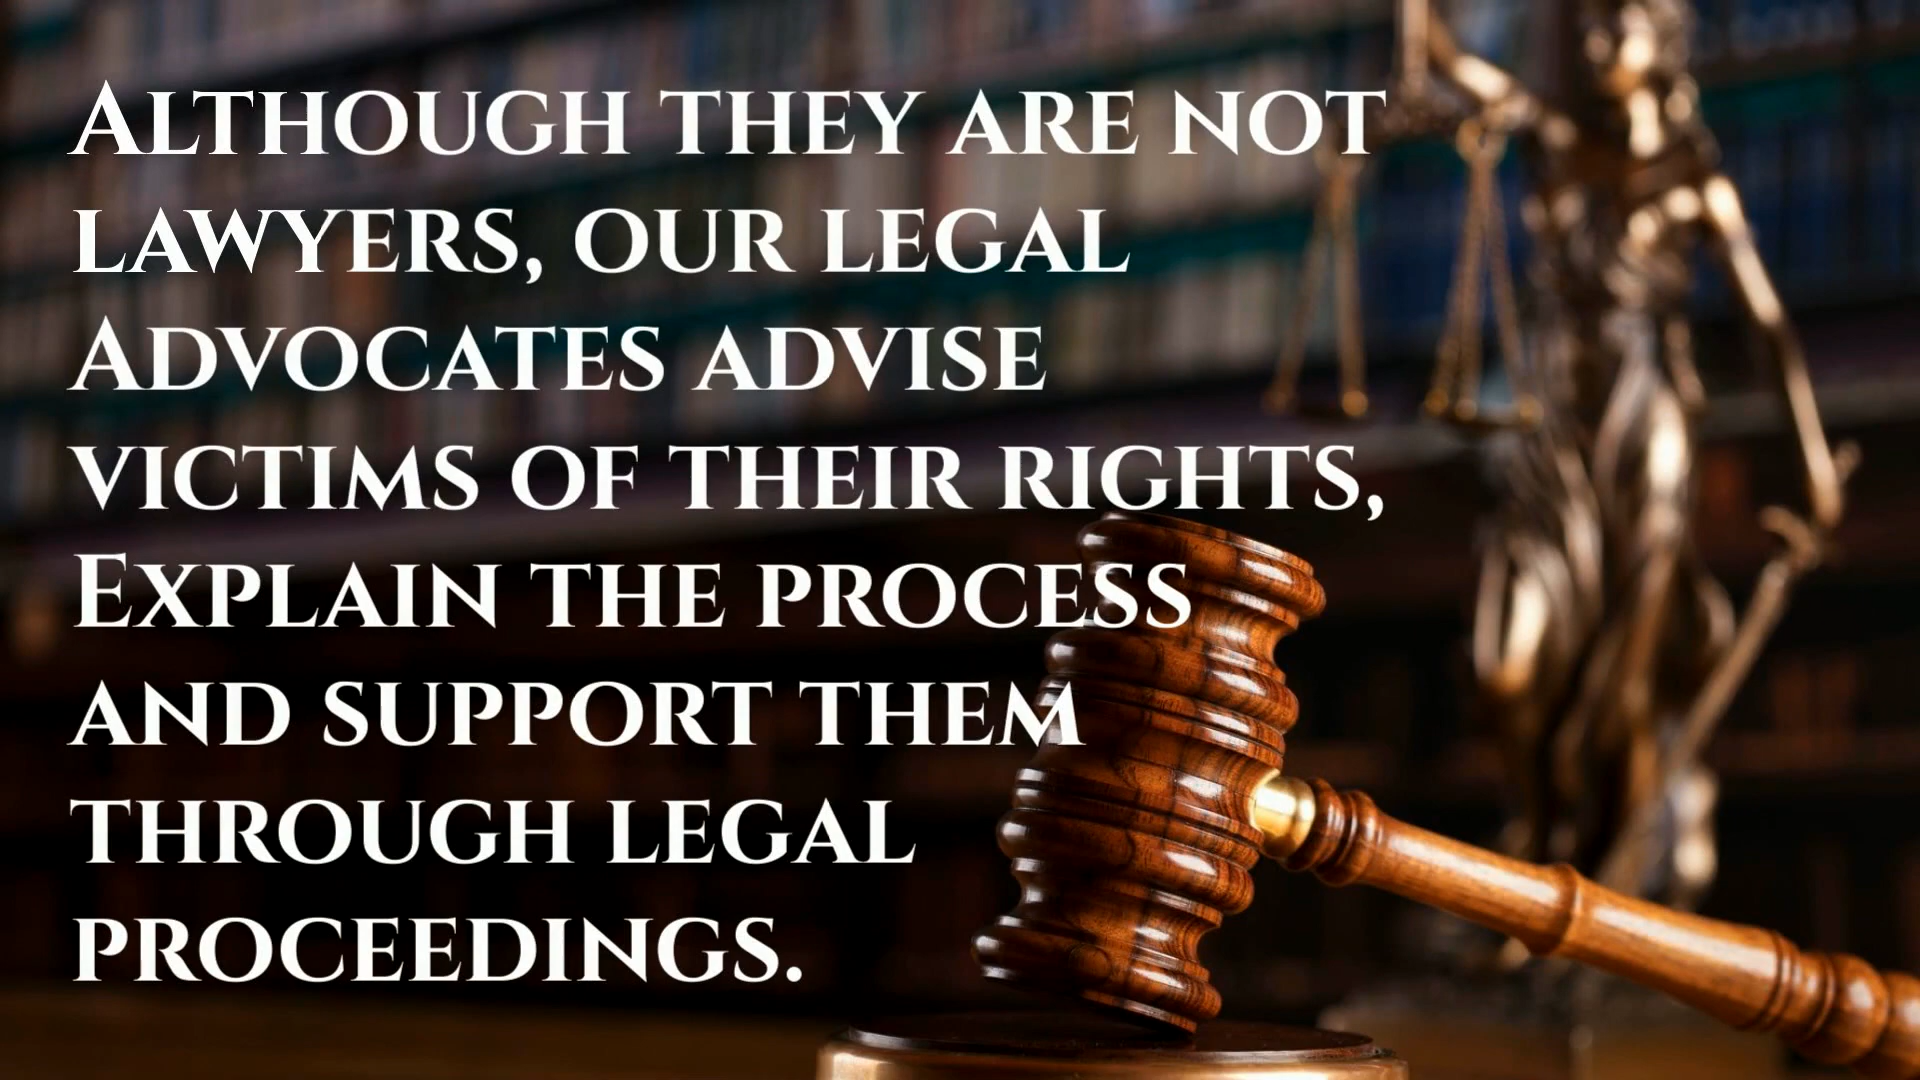 Although they are not
lawyers, our legal
Advocates advise
victims of their rights,
Explain the process
and support them
through legal
proceedings.